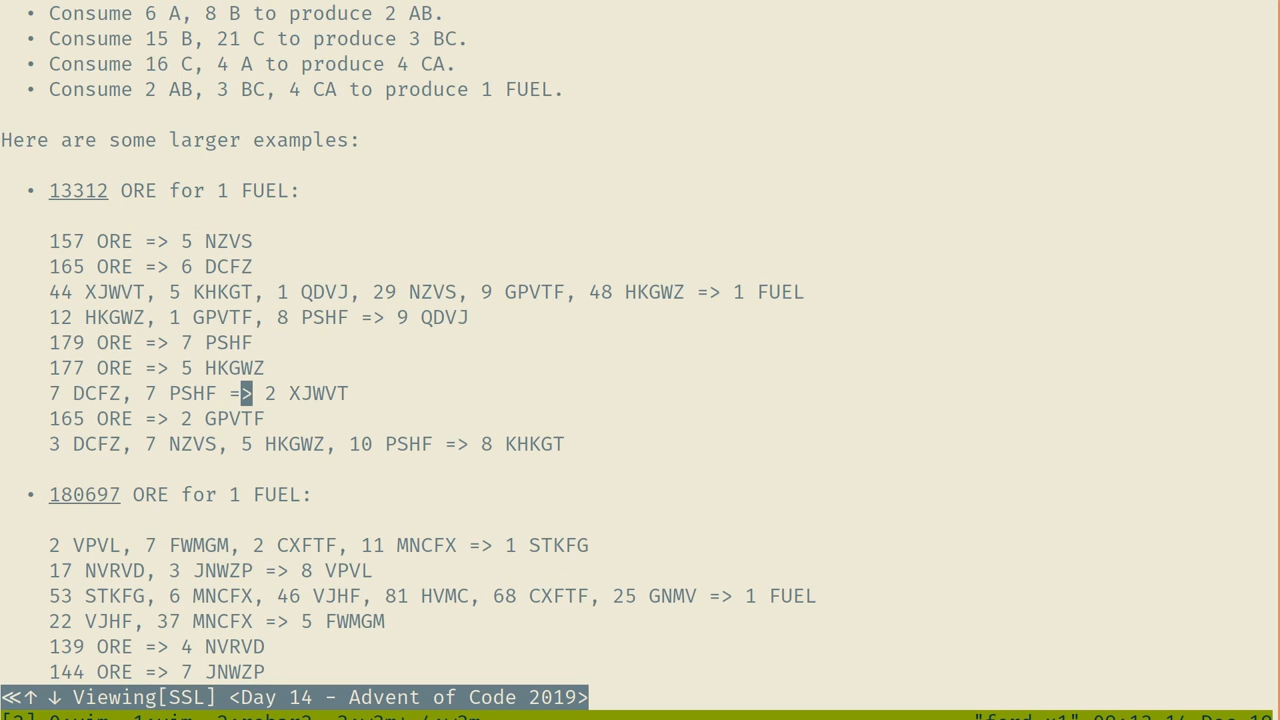 • Consume 6 A, 8 B to produce 2 AB.
• Consume 15 B, 21 C to produce 3 BC.
• Consume 16 C, 4 A to produce 4 CA.
• Consume 2 AB, 3 BC, 4 CA to produce 1 FUEL.
Here are some larger examples:
• 13312 ORE for 1 FUEL:
157 ORE => 5 NZVS
165 ORE => 6 DCFZ
44 XJWVT, 5 KHKGT, 1 QDVJ, 29 NZVS, 9 GPVTF, 48 HKGWZ => 1 FUEL
12 HKGWZ, 1 GPVTF, 8 PSHF => 9 QDVJ
179 ORE => 7 PSHF
177 ORE => 5 HKGWZ
7 DCFZ, 7 PSHF => 2 XJWVT
165 ORE => 2 GPVTF
3 DCFZ, 7 NZVS, 5 HKGWZ, 10 PSHF => 8 KHKGT
• 180697 ORE for 1 FUEL:
2 VPVL, 7 FWMGM, 2 CXFTF, 11 MNCFX => 1 STKFG
17 NVRVD, 3 JNWZP => 8 VPVL
53 STKFG, 6 MNCFX, 46 VJHF, 81 HVMC, 68 CXFTF, 25 GNMV => 1 FUEL
22 VJHF, 37 MNCFX => 5 FWMGM
139 ORE => 4 NVRVD
144 ORE => 7 JNWZP
≪↑ ↓ Viewing[SSL] <Day 14 - Advent of Code 2019>